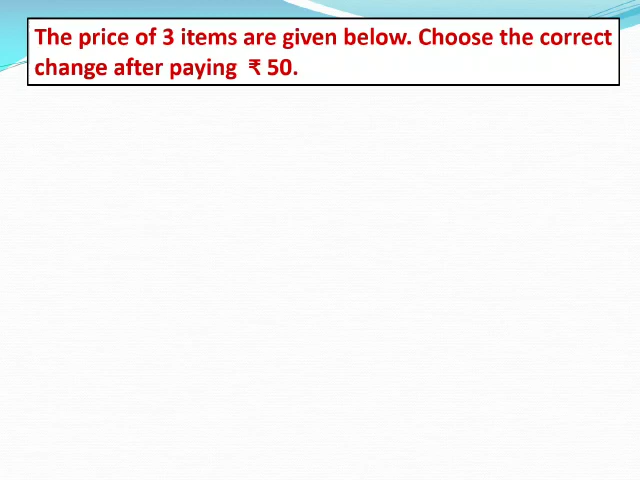 The price of 3 items are given below. Choose the correct
change after paying ₹ 50.